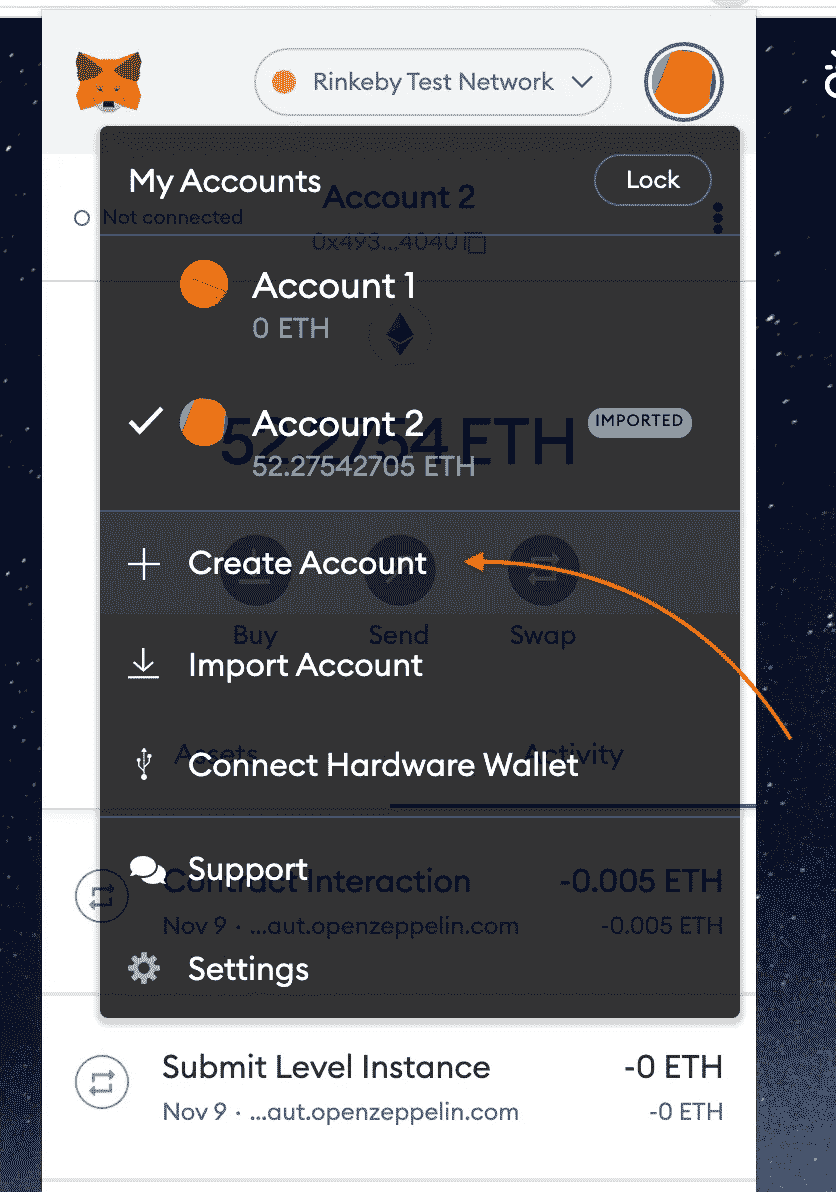 Rinkeby Test Network
My Accounts
Lock
Account 2
Not connected
0x493...4040
Account 1
0 ETH
Account 2
IMPORTED
52.2754 ETH
52.27542705 ETH
Create Account
Buy
Send
Swap
Import Account
Assets
Activity
Connect Hardware Wallet
Support
Contract Interaction
-0.005 ETH
Nov 9 · ...aut.openzeppelin.com
-0.005 ETH
Settings
Submit Level Instance
-0 ETH
Nov 9 · ...aut.openzeppelin.com
-0 ETH